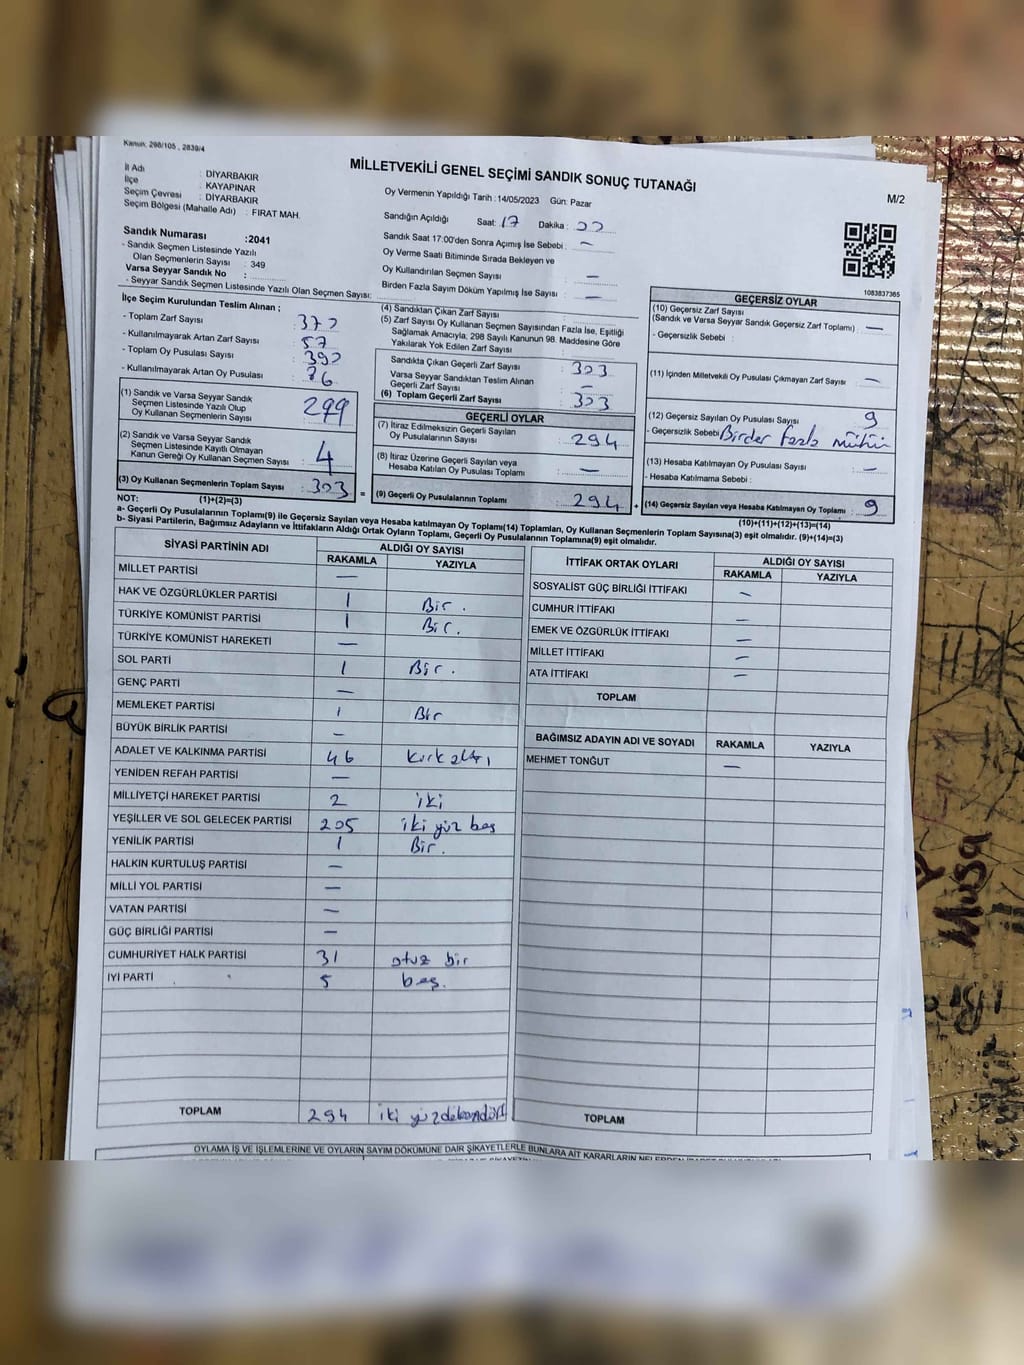 Kanun. 298/105 , 2839/4
MİLLETVEKİLİ GENEL SEÇİMİ SANDIK SONUÇ TUTANAĞI
M/2
İl Adı : DİYARBAKIR
İlçe : KAYAPINAR
Seçim Çevresi : DİYARBAKIR
Seçim Bölgesi (Mahalle Adı) : FIRAT MAH.
Sandık Numarası :2041
- Sandık Seçmen Listesinde Yazılı
Olan Seçmenlerin Sayısı : 349
Varsa Seyyar Sandık No :
- Seyyar Sandık Seçmen Listesinde Yazılı Olan Seçmen Sayısı:
Oy Vermenin Yapıldığı Tarih : 14/05/2023 Gün: Pazar
Sandığın Açıldığı Saat: 17 Dakika :
Sandık Saat 17:00'den Sonra Açımış İse Sebebi : -
Oy Verme Saati Bitiminde Sırada Bekleyen ve
Oy Kullandırılan Seçmen Sayısı : -
Birden Fazla Sayım Döküm Yapılmış İse Sayısı : -
1083837365
İlçe Seçim Kurulundan Teslim Alınan ;
- Toplam Zarf Sayısı :
- Kullanılmayarak Artan Zarf Sayısı : 57
- Toplam Oy Pusulası Sayısı :
- Kullanılmayarak Artan Oy Pusulası :
(1) Sandık ve Varsa Seyyar Sandık
Seçmen Listesinde Yazılı Olup
Oy Kullanan Seçmenlerin Sayısı : 299
(2) Sandık ve Varsa Seyyar Sandık
Seçmen Listesinde Kayıtlı Olmayan
Kanun Gereği Oy Kullanan Seçmen Sayısı : 4
(3) Oy Kullanan Seçmenlerin Toplam Sayısı : 303
(4) Sandıktan Çıkan Zarf Sayısı :
(5) Zarf Sayısı Oy Kullanan Seçmen Sayısından Fazla İse, Eşitliği
Sağlamak Amacıyla, 298 Sayılı Kanunun 98. Maddesine Göre
Yakılarak Yok Edilen Zarf Sayısı :
Sandıkta Çıkan Geçerli Zarf Sayısı : 303
Varsa Seyyar Sandıktan Teslim Alınan
Geçerli Zarf Sayısı : -
(6) Toplam Geçerli Zarf Sayısı : 303
GEÇERLİ OYLAR
(7) İtiraz Edilmeksizin Geçerli Sayılan
Oy Pusulalarının Sayısı : 294
(8) İtiraz Üzerine Geçerli Sayılan veya
Hesaba Katılan Oy Pusulası Toplamı : -
= (9) Geçerli Oy Pusulalarının Toplamı : 294 +
GEÇERSİZ OYLAR
(10) Geçersiz Zarf Sayısı
(Sandık ve Varsa Seyyar Sandık Geçersiz Zarf Toplamı) : -
- Geçersizlik Sebebi :
(11) İçinden Milletvekili Oy Pusulası Çıkmayan Zarf Sayısı : -
(12) Geçersiz Sayılan Oy Pusulası Sayısı : 9
- Geçersizlik Sebebi : Birden fazla mühür
(13) Hesaba Katılmayan Oy Pusulası Sayısı : -
- Hesaba Katılmama Sebebi :
(14) Geçersiz Sayılan veya Hesaba Katılmayan Oy Toplamı : 9
NOT: (1)+(2)=(3)
(10)+(11)+(12)+(13)=(14)
a- Geçerli Oy Pusulalarının Toplamı(9) ile Geçersiz Sayılan veya Hesaba katılmayan Oy Toplamı(14) Toplamları, Oy Kullanan Seçmenlerin Toplam Sayısına(3) eşit olmalıdır. (9)+(14)=(3)
b- Siyasi Partilerin, Bağımsız Adayların ve İttifakların Aldığı Ortak Oyların Toplamı, Geçerli Oy Pusulalarının Toplamına(9) eşit olmalıdır.
SİYASİ PARTİNİN ADI ALDIĞI OY SAYISI
RAKAMLA YAZIYLA
MİLLET PARTİSİ -
HAK VE ÖZGÜRLÜKLER PARTİSİ 1 Bir.
TÜRKİYE KOMÜNİST PARTİSİ 1 Bir.
TÜRKİYE KOMÜNİST HAREKETİ -
SOL PARTİ 1 Bir.
GENÇ PARTİ -
MEMLEKET PARTİSİ 1 Bir
BÜYÜK BİRLİK PARTİSİ -
ADALET VE KALKINMA PARTİSİ 46 kırk altı
YENİDEN REFAH PARTİSİ -
MİLLİYETÇİ HAREKET PARTİSİ 2 iki
YEŞİLLER VE SOL GELECEK PARTİSİ 205 iki yüz beş
YENİLİK PARTİSİ 1 Bir.
HALKIN KURTULUŞ PARTİSİ -
MİLLİ YOL PARTİSİ -
VATAN PARTİSİ -
GÜÇ BİRLİĞİ PARTİSİ -
CUMHURİYET HALK PARTİSİ 31 otuz bir
İYİ PARTİ 5 beş.
TOPLAM 294 iki yüz
İTTİFAK ORTAK OYLARI ALDIĞI OY SAYISI
RAKAMLA YAZIYLA
SOSYALİST GÜÇ BİRLİĞİ İTTİFAKI -
CUMHUR İTTİFAKI -
EMEK VE ÖZGÜRLÜK İTTİFAKI -
MİLLET İTTİFAKI -
ATA İTTİFAKI -
TOPLAM
BAĞIMSIZ ADAYIN ADI VE SOYADI RAKAMLA YAZIYLA
MEHMET TONĞUT -
TOPLAM
OYLAMA İŞ VE İŞLEMLERİNE VE OYLARIN SAYIM DÖKÜMÜNE DAİR ŞİKAYETLERLE BUNLARA AİT KARARLARIN
Musa